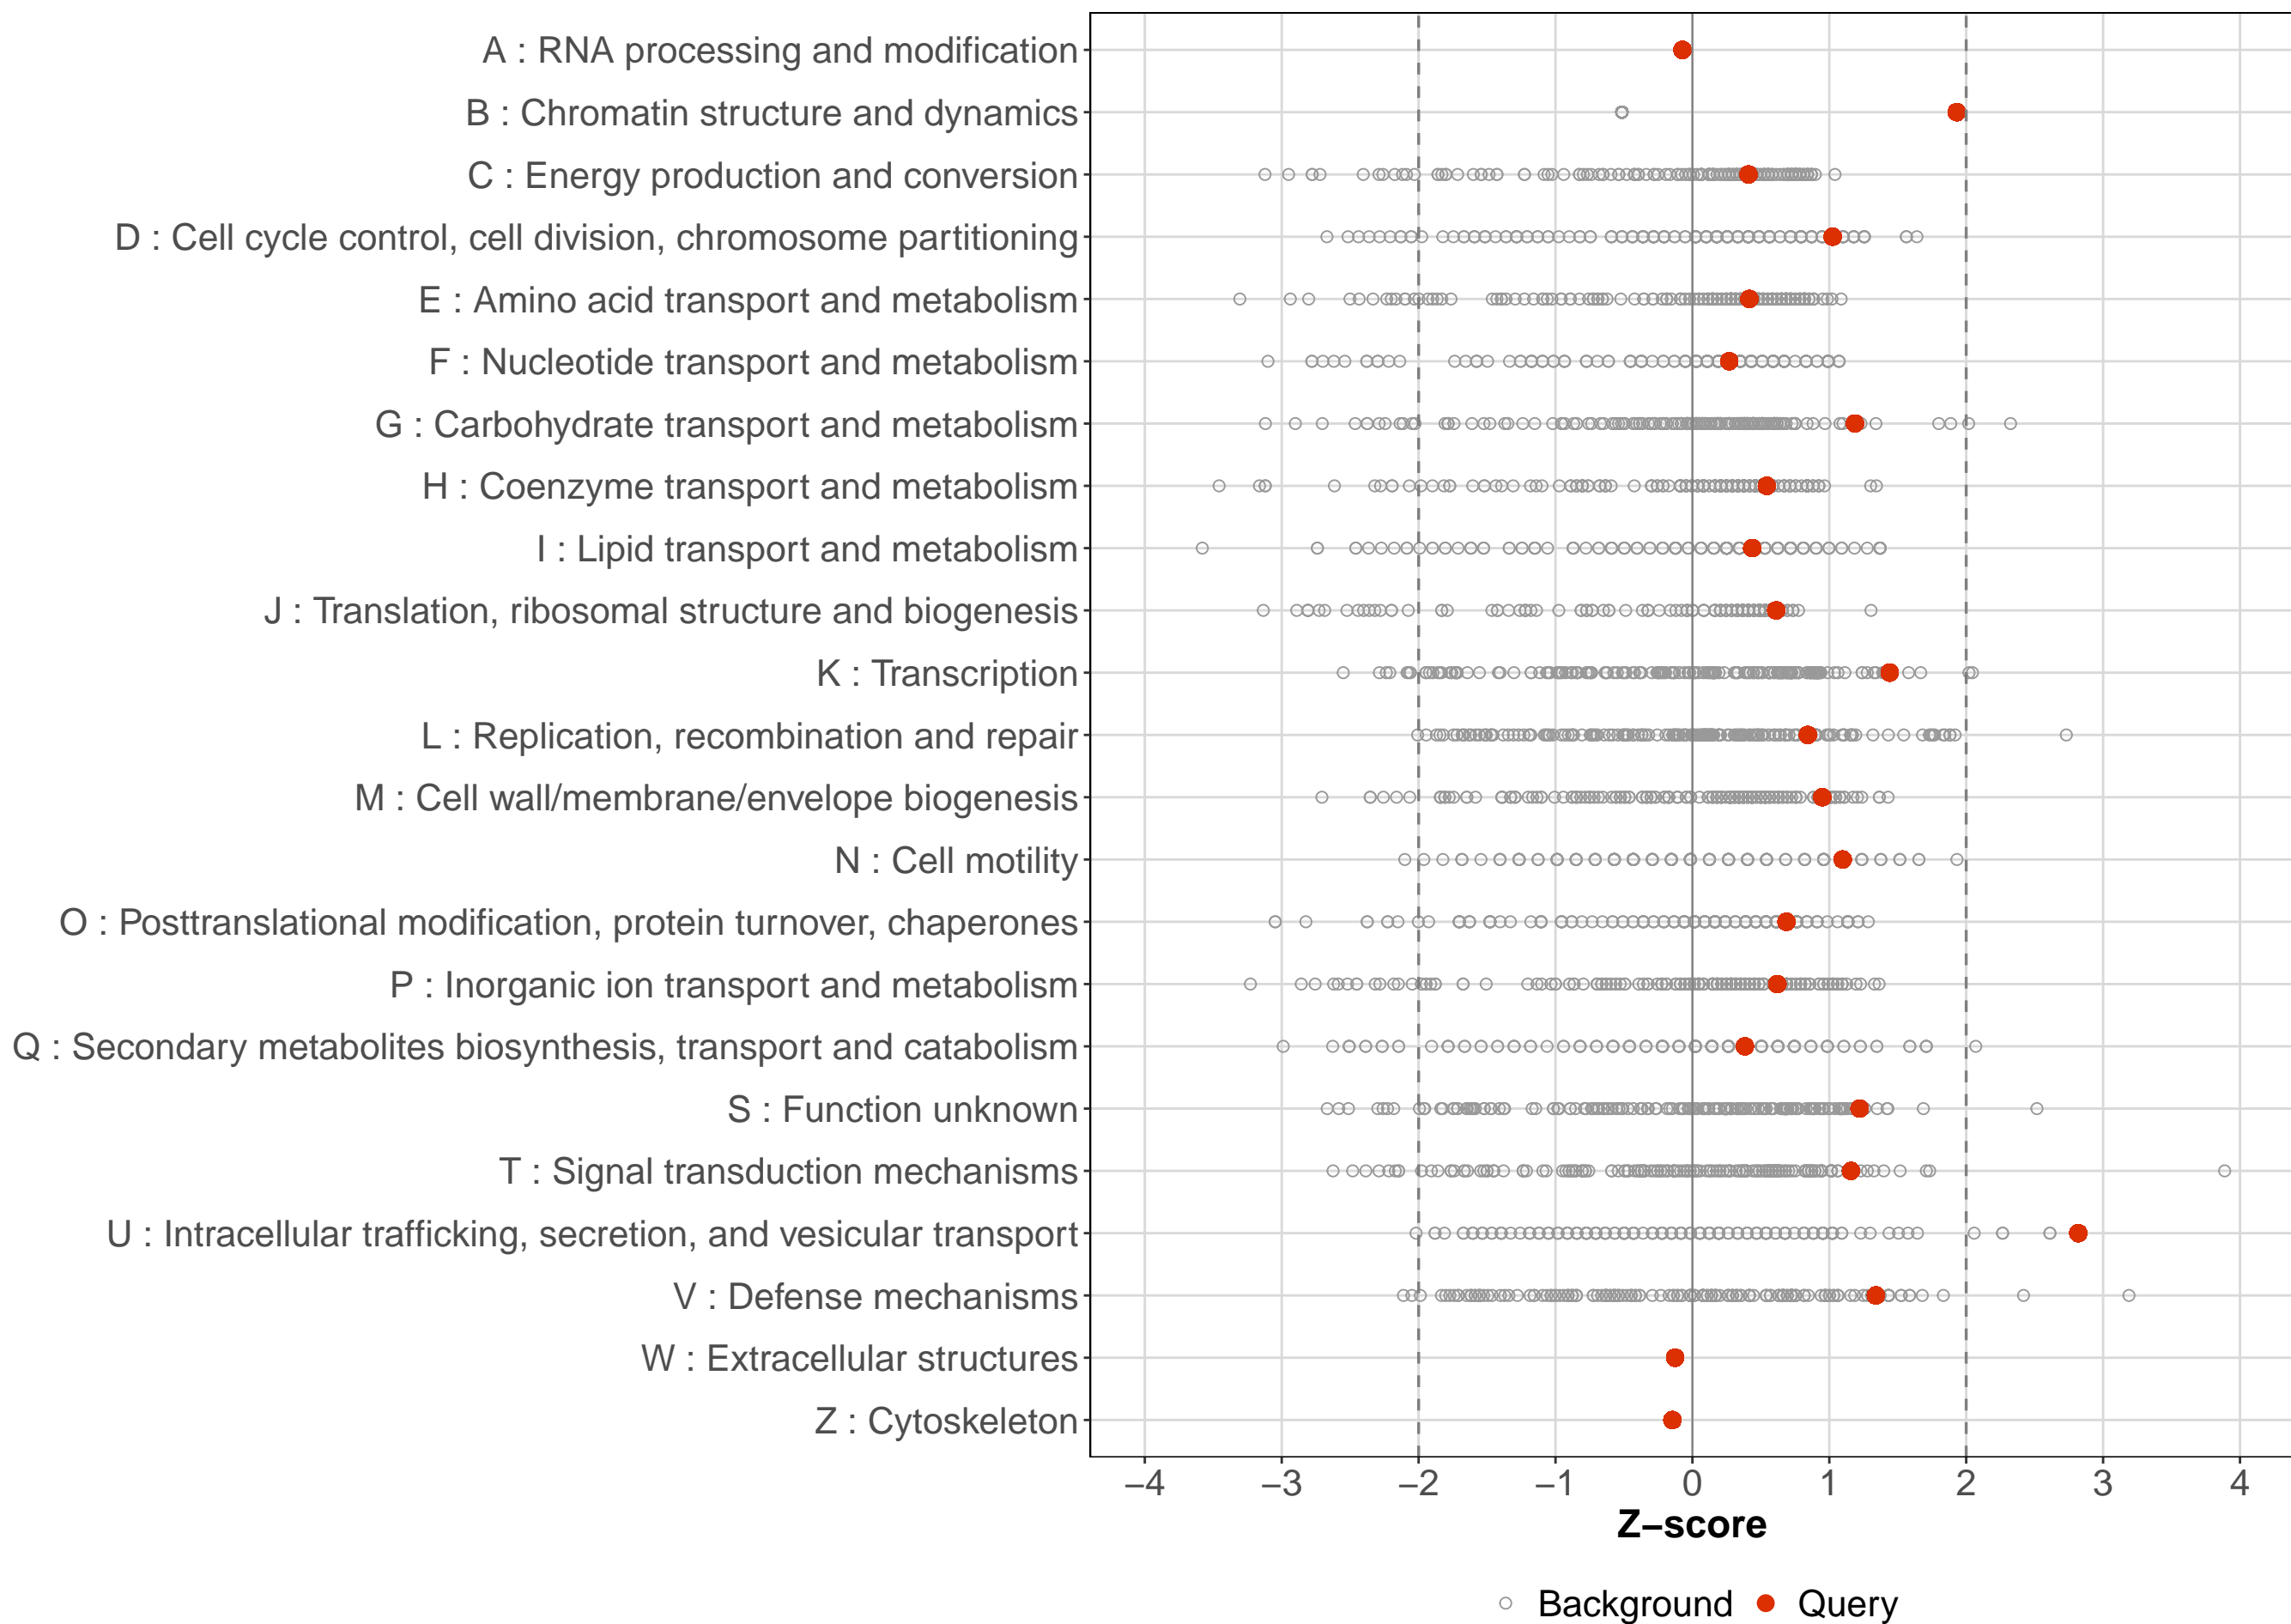 A : RNA processing and modification
B : Chromatin structure and dynamics
C : Energy production and conversion
D : Cell cycle control, cell division, chromosome partitioning
E : Amino acid transport and metabolism
F : Nucleotide transport and metabolism
G : Carbohydrate transport and metabolism
H : Coenzyme transport and metabolism
I : Lipid transport and metabolism
J : Translation, ribosomal structure and biogenesis
K : Transcription
L : Replication, recombination and repair
M : Cell wall/membrane/envelope biogenesis
N : Cell motility
O : Posttranslational modification, protein turnover, chaperones
P : Inorganic ion transport and metabolism
Q : Secondary metabolites biosynthesis, transport and catabolism
S : Function unknown
T : Signal transduction mechanisms
U : Intracellular trafficking, secretion, and vesicular transport
V : Defense mechanisms
W : Extracellular structures
Z : Cytoskeleton
−4 −3 −2 −1 0 1 2 3 4
Z−score
Background Query